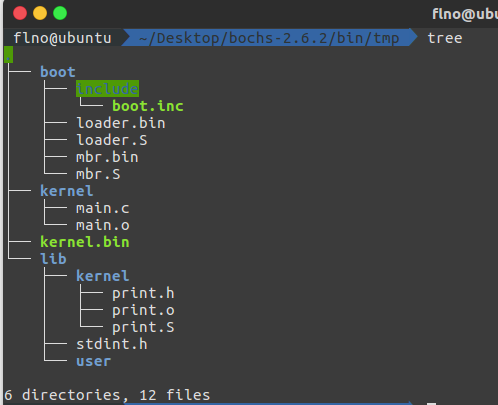 flno@ubu
flno@ubuntu ~/Desktop/bochs-2.6.2/bin/tmp tree
.
├── boot
│   ├── include
│   │   └── boot.inc
│   ├── loader.bin
│   ├── loader.S
│   ├── mbr.bin
│   └── mbr.S
├── kernel
│   ├── main.c
│   └── main.o
├── kernel.bin
└── lib
    ├── kernel
    │   ├── print.h
    │   ├── print.o
    │   └── print.S
    ├── stdint.h
    └── user
6 directories, 12 files